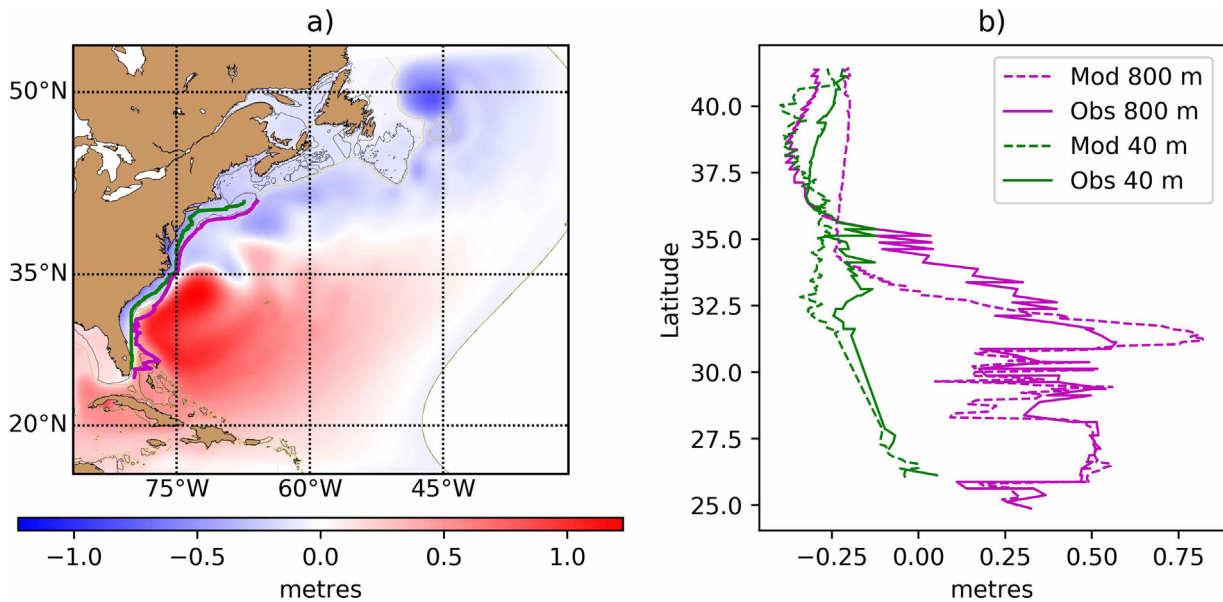 a)
50°N
35°N
20°N
75°W 60°W 45°W
−1.0 −0.5 0.0 0.5 1.0
metres
b)
Mod 800 m
Obs 800 m
Mod 40 m
Obs 40 m
Latitude
40.0
37.5
35.0
32.5
30.0
27.5
25.0
−0.25 0.00 0.25 0.50 0.75
metres